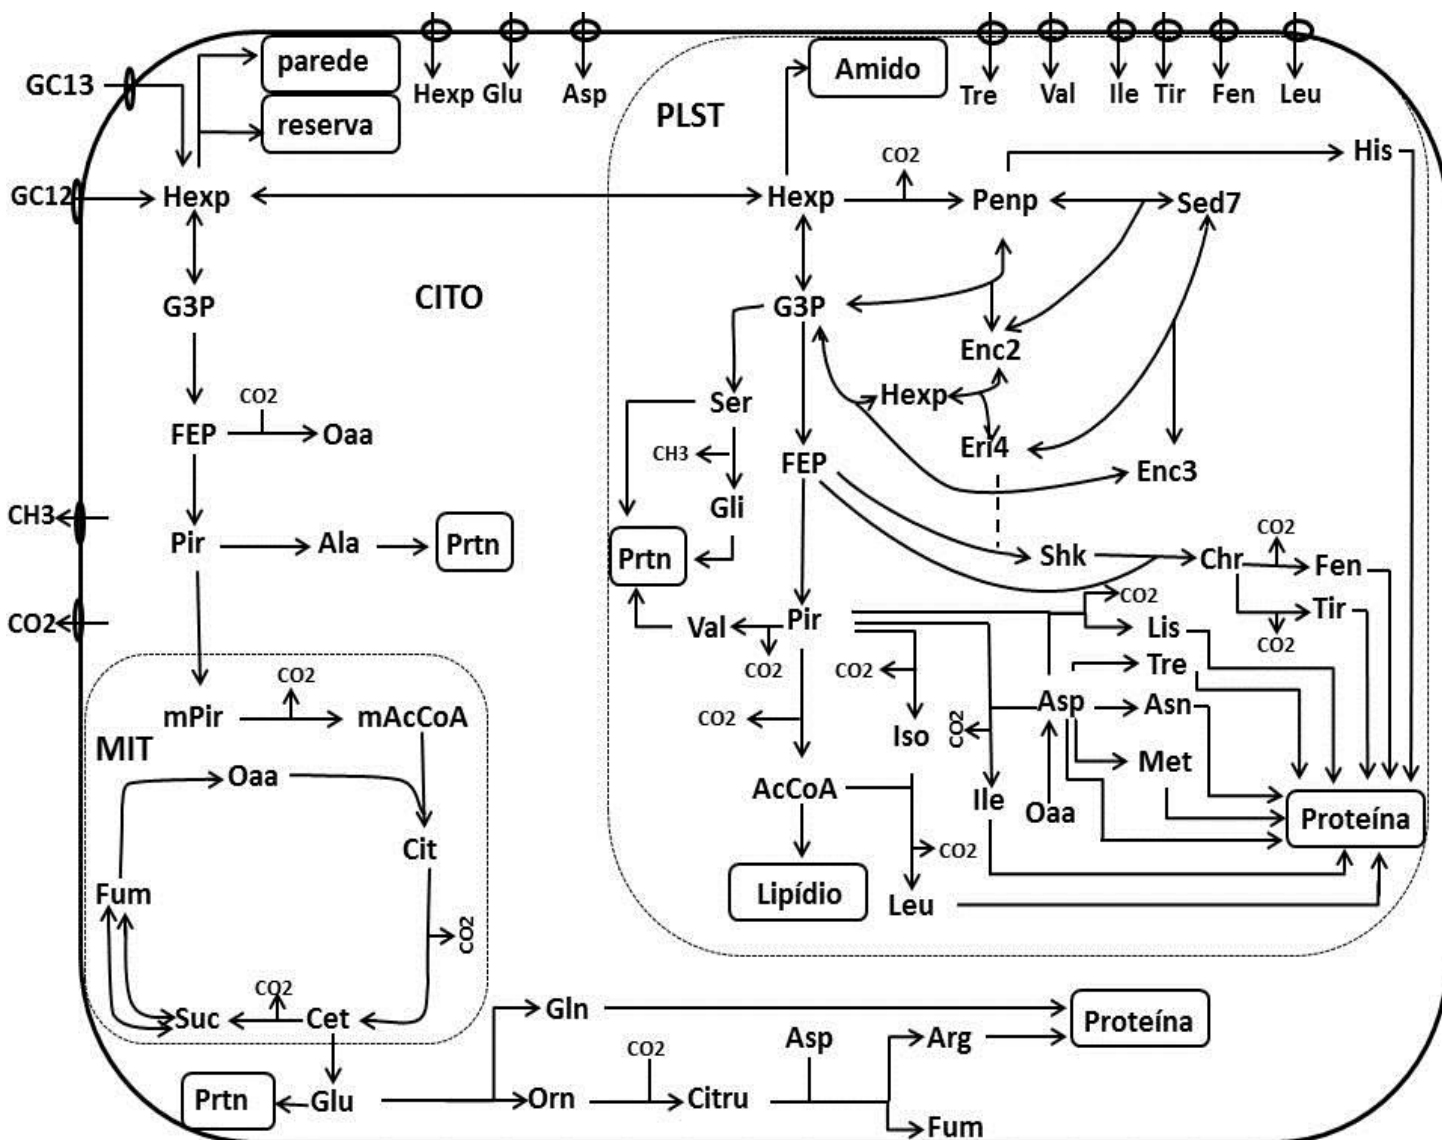 parede
Amido
GC13
Hexp Glu Asp
Tre Val Ile Tir Fen Leu
reserva
PLST
CO2
His
GC12
Hexp
Hexp
Penp
Sed7
G3P
CITO
G3P
Enc2
CO2
Ser
Hexp
FEP
Oaa
CH3
FEP
Eri4
Enc3
Gli
CH3
Pir
Ala
Prtn
Prtn
Shk
Chr
CO2
Fen
CO2
CO2
Val
Pir
Lis
Tir
CO2
CO2
CO2
Tre
CO2
mPir
mAcCoA
CO2
Iso
CO2
Asp
Asn
MIT
Oaa
AcCoA
Ile
Oaa
Met
Cit
CO2
Proteína
Fum
Lipídio
Leu
CO2
CO2
Suc
Cet
Gln
Proteína
CO2
Asp
Arg
Prtn
Glu
Orn
Citru
Fum